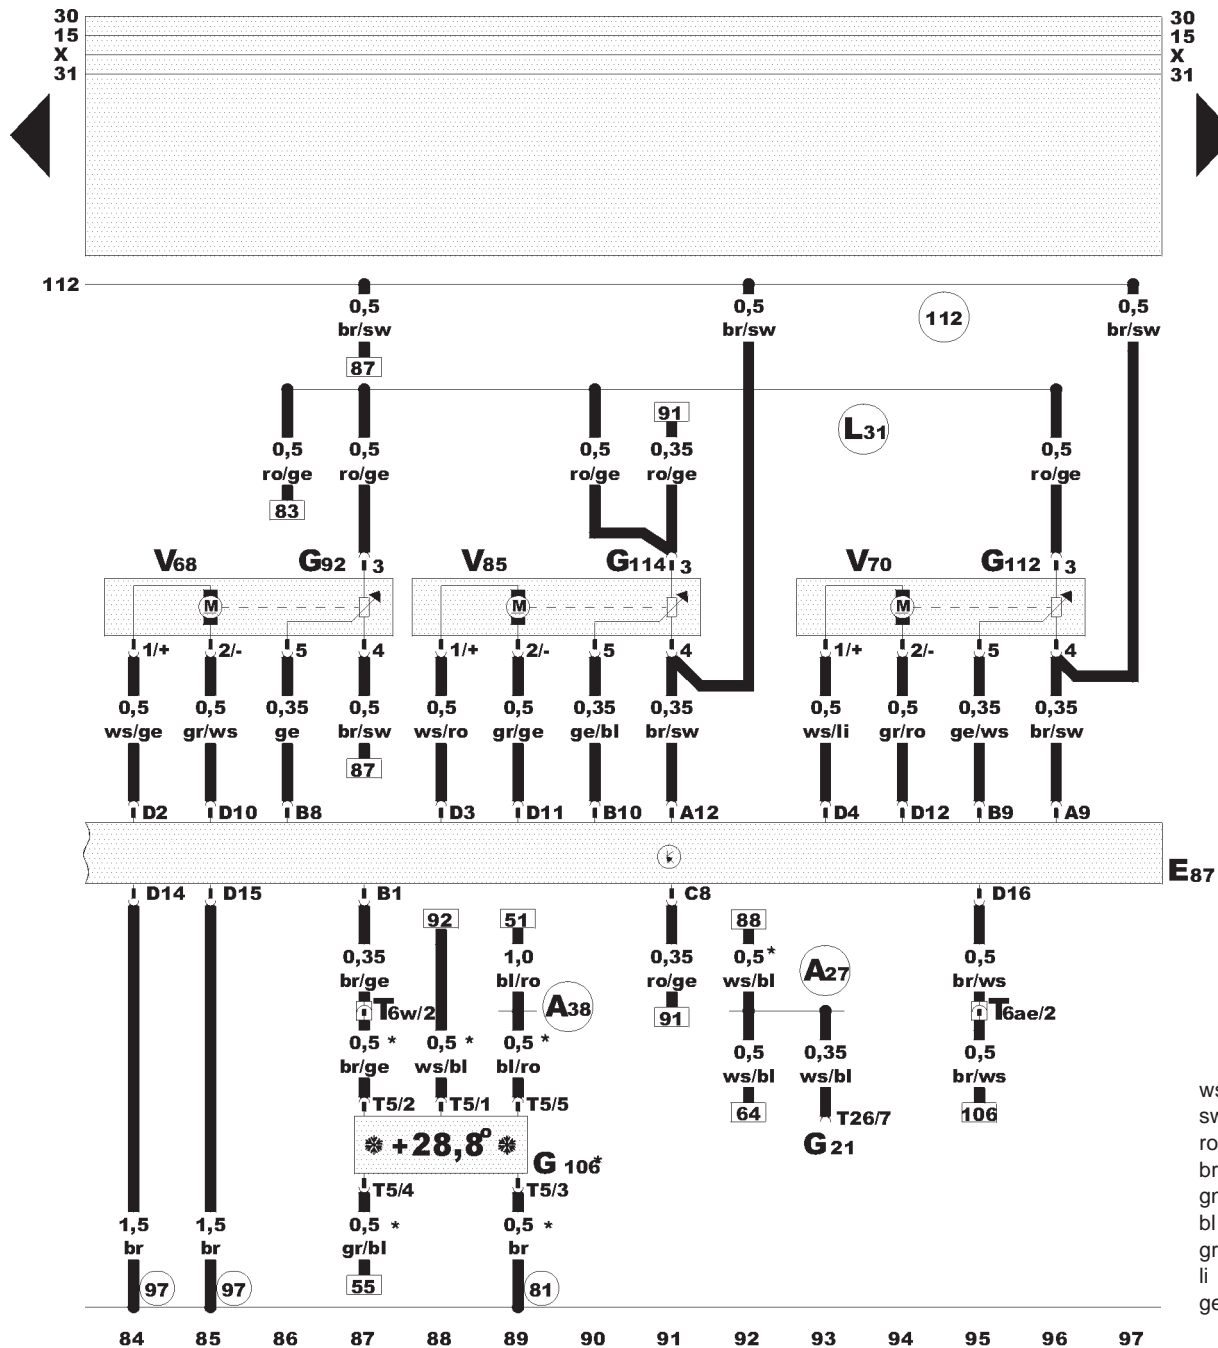 30 30
15 15
X X
31 31
112
0,5 0,5 0,5
br/sw br/sw 112 br/sw
87
91 L31
0,5 0,5 0,5 0,35 0,5
ro/ge ro/ge ro/ge ro/ge ro/ge
83
V68 G92 3 V85 G114 3 V70 G112 3
M M M
1/+ 2/- 5 4 1/+ 2/- 5 4 1/+ 2/- 5 4
0,5 0,5 0,35 0,5 0,5 0,5 0,35 0,35 0,5 0,5 0,35 0,35
ws/ge gr/ws ge br/sw ws/ro gr/ge ge/bl br/sw ws/li gr/ro ge/ws br/sw
87
D2 D10 B8 D3 D11 B10 A12 D4 D12 B9 A9
E87
D14 D15 B1 C8 D16
92 51 88
0,35 1,0 0,35 0,5* A27 0,5
br/ge bl/ro ro/ge ws/bl br/ws
T6w/2 A38 91 T6ae/2
0,5 * 0,5 * 0,5 * 0,5 0,35 0,5
br/ge ws/bl bl/ro ws/bl ws/bl br/ws
T5/2 T5/1 T5/5 64 T26/7 106
+28,8° G21
G 106*
T5/4 T5/3
1,5 1,5 0,5 * 0,5 *
br br gr/bl br
97 97 55 81
84 85 86 87 88 89 90 91 92 93 94 95 96 97
ws
sw
ro
br
gr
bl
gr
li
ge